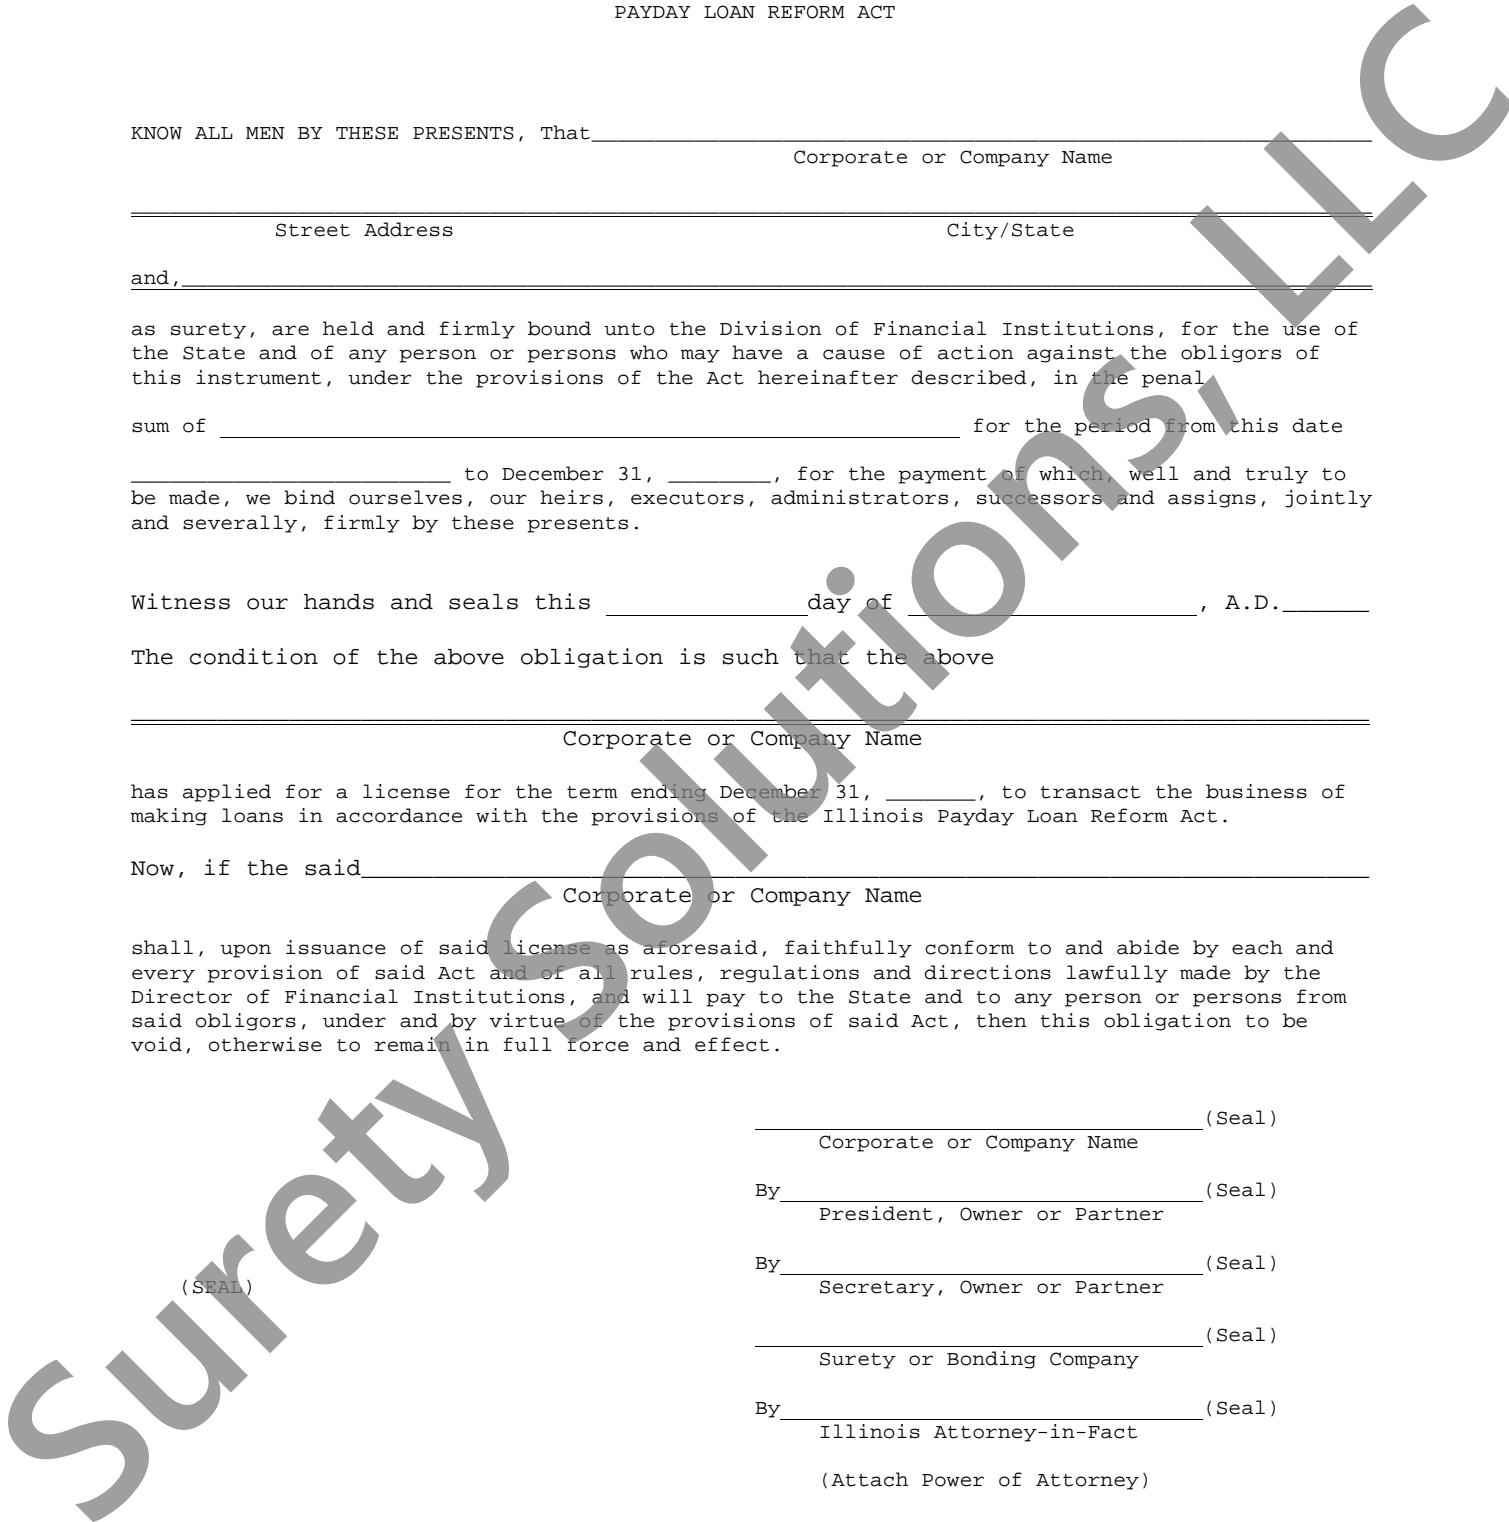 PAYDAY LOAN REFORM ACT
KNOW ALL MEN BY THESE PRESENTS, That
Corporate or Company Name
Street Address City/State
and,
as surety, are held and firmly bound unto the Division of Financial Institutions, for the use of
the State and of any person or persons who may have a cause of action against the obligors of
this instrument, under the provisions of the Act hereinafter described, in the penal
sum of for the period from this date
to December 31, ________, for the payment of which, well and truly to
be made, we bind ourselves, our heirs, executors, administrators, successors and assigns, jointly
and severally, firmly by these presents.
Witness our hands and seals this day of , A.D.
The condition of the above obligation is such that the above
Corporate or Company Name
has applied for a license for the term ending December 31, _______, to transact the business of
making loans in accordance with the provisions of the Illinois Payday Loan Reform Act.
Now, if the said
Corporate or Company Name
shall, upon issuance of said license as aforesaid, faithfully conform to and abide by each and
every provision of said Act and of all rules, regulations and directions lawfully made by the
Director of Financial Institutions, and will pay to the State and to any person or persons from
said obligors, under and by virtue of the provisions of said Act, then this obligation to be
void, otherwise to remain in full force and effect.
(Seal)
Corporate or Company Name
By (Seal)
President, Owner or Partner
By (Seal)
(SEAL) Secretary, Owner or Partner
(Seal)
Surety or Bonding Company
By (Seal)
Illinois Attorney-in-Fact
(Attach Power of Attorney)
Surety Solutions, LLC